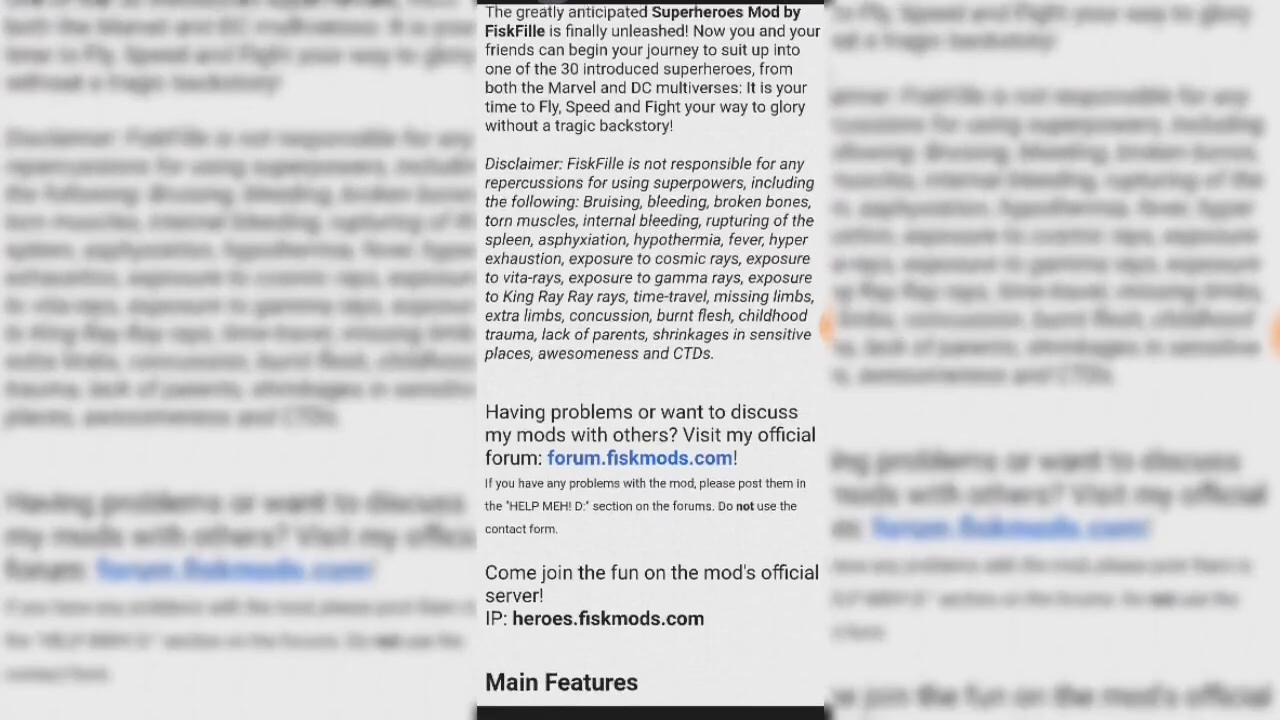 The greatly anticipated Superheroes Mod by
FiskFille is finally unleashed! Now you and your
friends can begin your journey to suit up into
one of the 30 introduced superheroes, from
both the Marvel and DC multiverses: It is your
time to Fly, Speed and Fight your way to glory
without a tragic backstory!
Disclaimer: FiskFille is not responsible for any
repercussions for using superpowers, including
the following: Bruising, bleeding, broken bones,
torn muscles, internal bleeding, rupturing of the
spleen, asphyxiation, hypothermia, fever, hyper
exhaustion, exposure to cosmic rays, exposure
to vita-rays, exposure to gamma rays, exposure
to King Ray Ray rays, time-travel, missing limbs,
extra limbs, concussion, burnt flesh, childhood
trauma, lack of parents, shrinkages in sensitive
places, awesomeness and CTDs.
Having problems or want to discuss
my mods with others? Visit my official
forum: forum.fiskmods.com!
If you have any problems with the mod, please post them in
the "HELP MEH! D:" section on the forums. Do not use the
contact form.
Come join the fun on the mod's official
server!
IP: heroes.fiskmods.com
Main Features